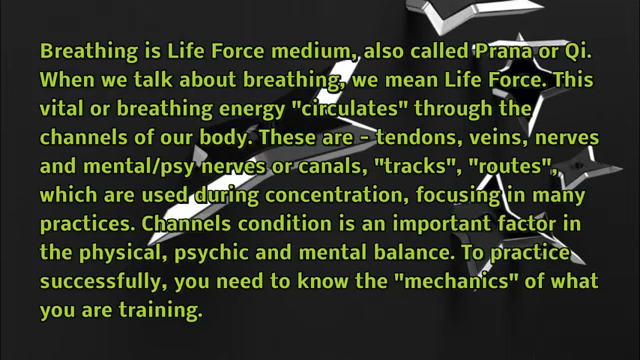 Breathing is Life Force medium, also called Prana or Qi.
When we talk about breathing, we mean Life Force. This
vital or breathing energy "circulates" through the
channels of our body. These are - tendons, veins, nerves
and mental/psy nerves or canals, "tracks", "routes",
which are used during concentration, focusing in many
practices. Channels condition is an important factor in
the physical, psychic and mental balance. To practice
successfully, you need to know the "mechanics" of what
you are training.